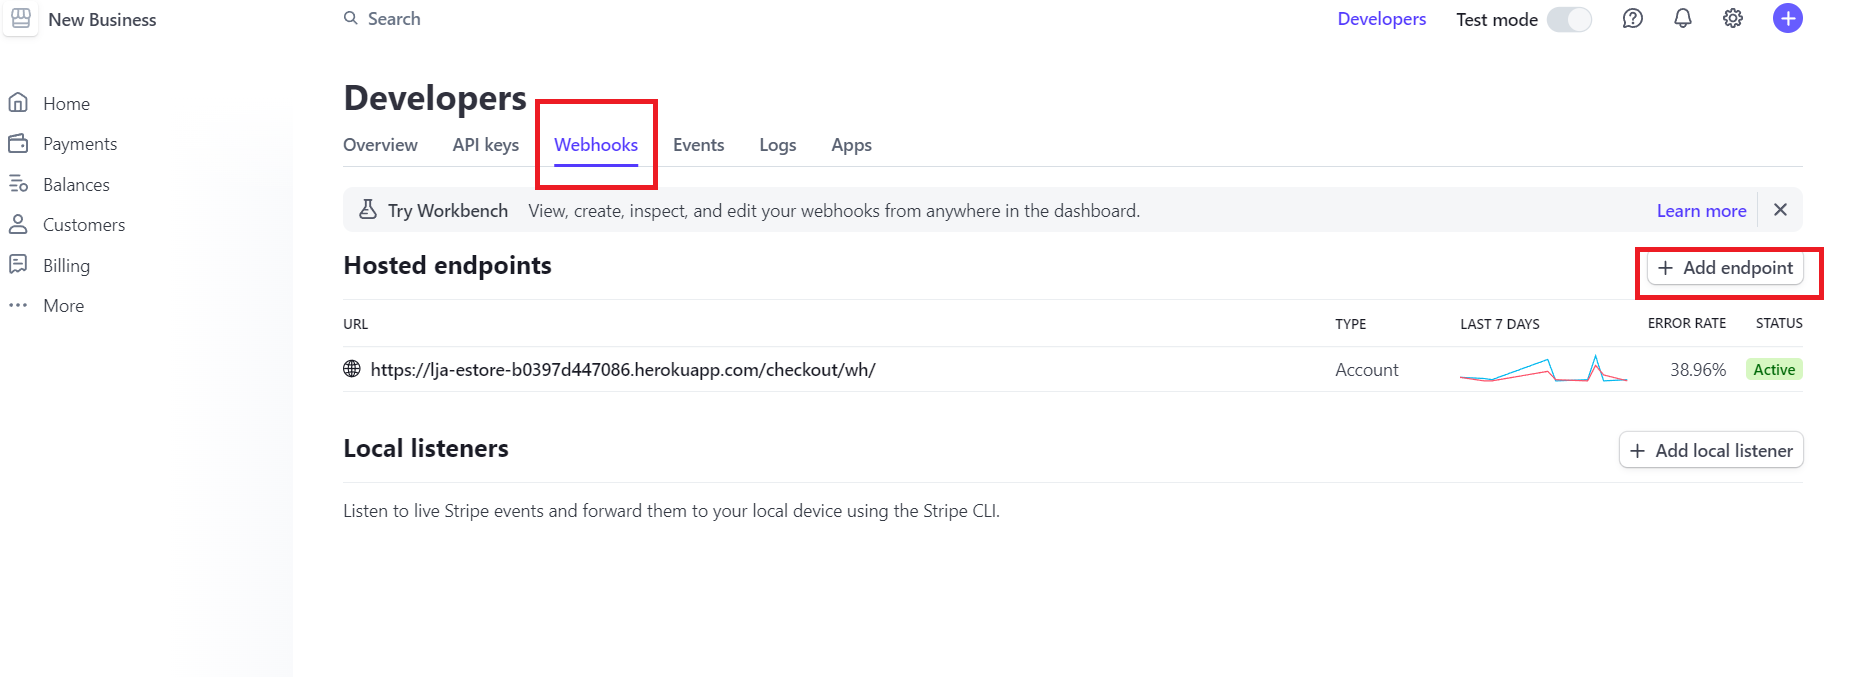 New Business
Search
Developers
Test mode
Home
Payments
Balances
Customers
Billing
More
Developers
Overview
API keys
Webhooks
Events
Logs
Apps
Try Workbench View, create, inspect, and edit your webhooks from anywhere in the dashboard.
Learn more
Hosted endpoints
+ Add endpoint
URL TYPE LAST 7 DAYS ERROR RATE STATUS
https://lja-estore-b0397d447086.herokuapp.com/checkout/wh/ Account 38.96% Active
Local listeners
+ Add local listener
Listen to live Stripe events and forward them to your local device using the Stripe CLI.